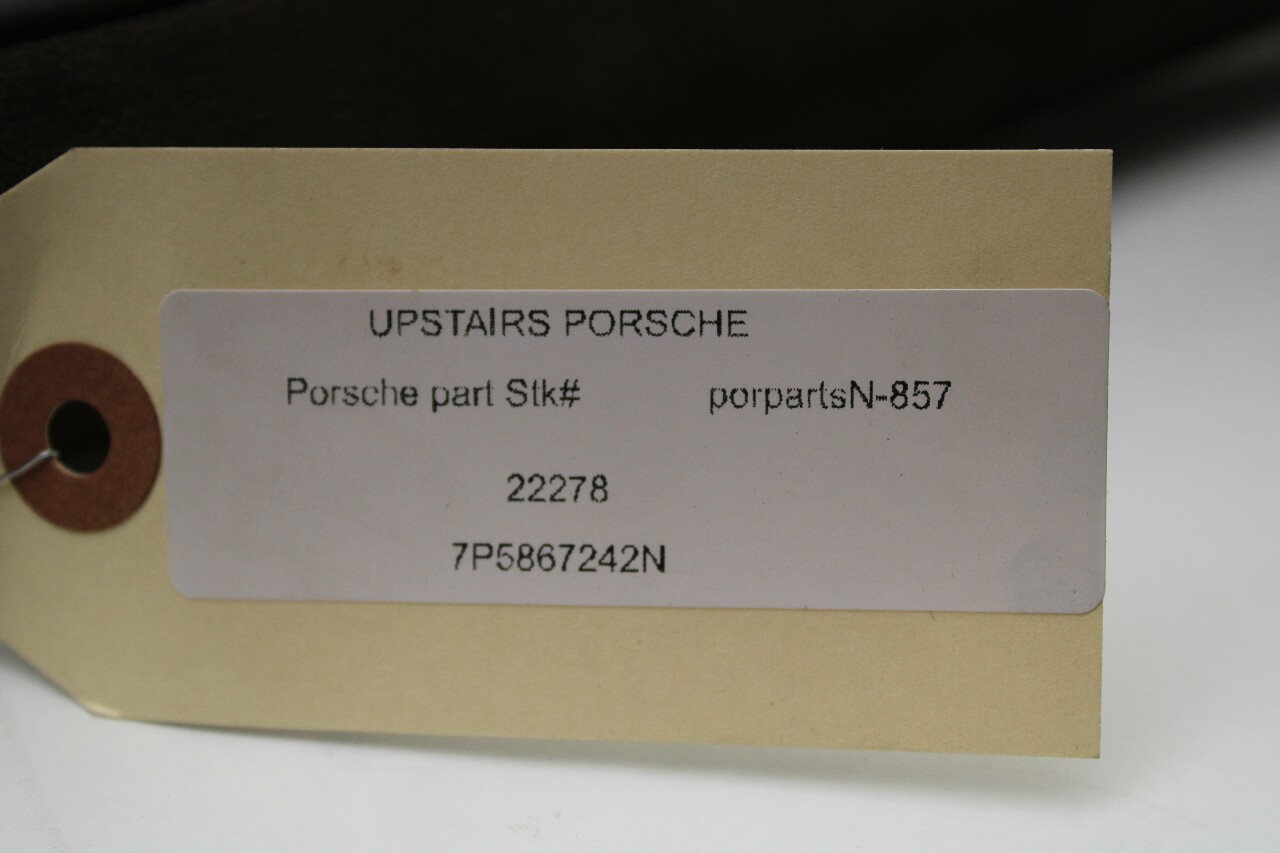 UPSTAIRS PORSCHE
Porsche part Stk# porpartsN-857
22278
7P5867242N